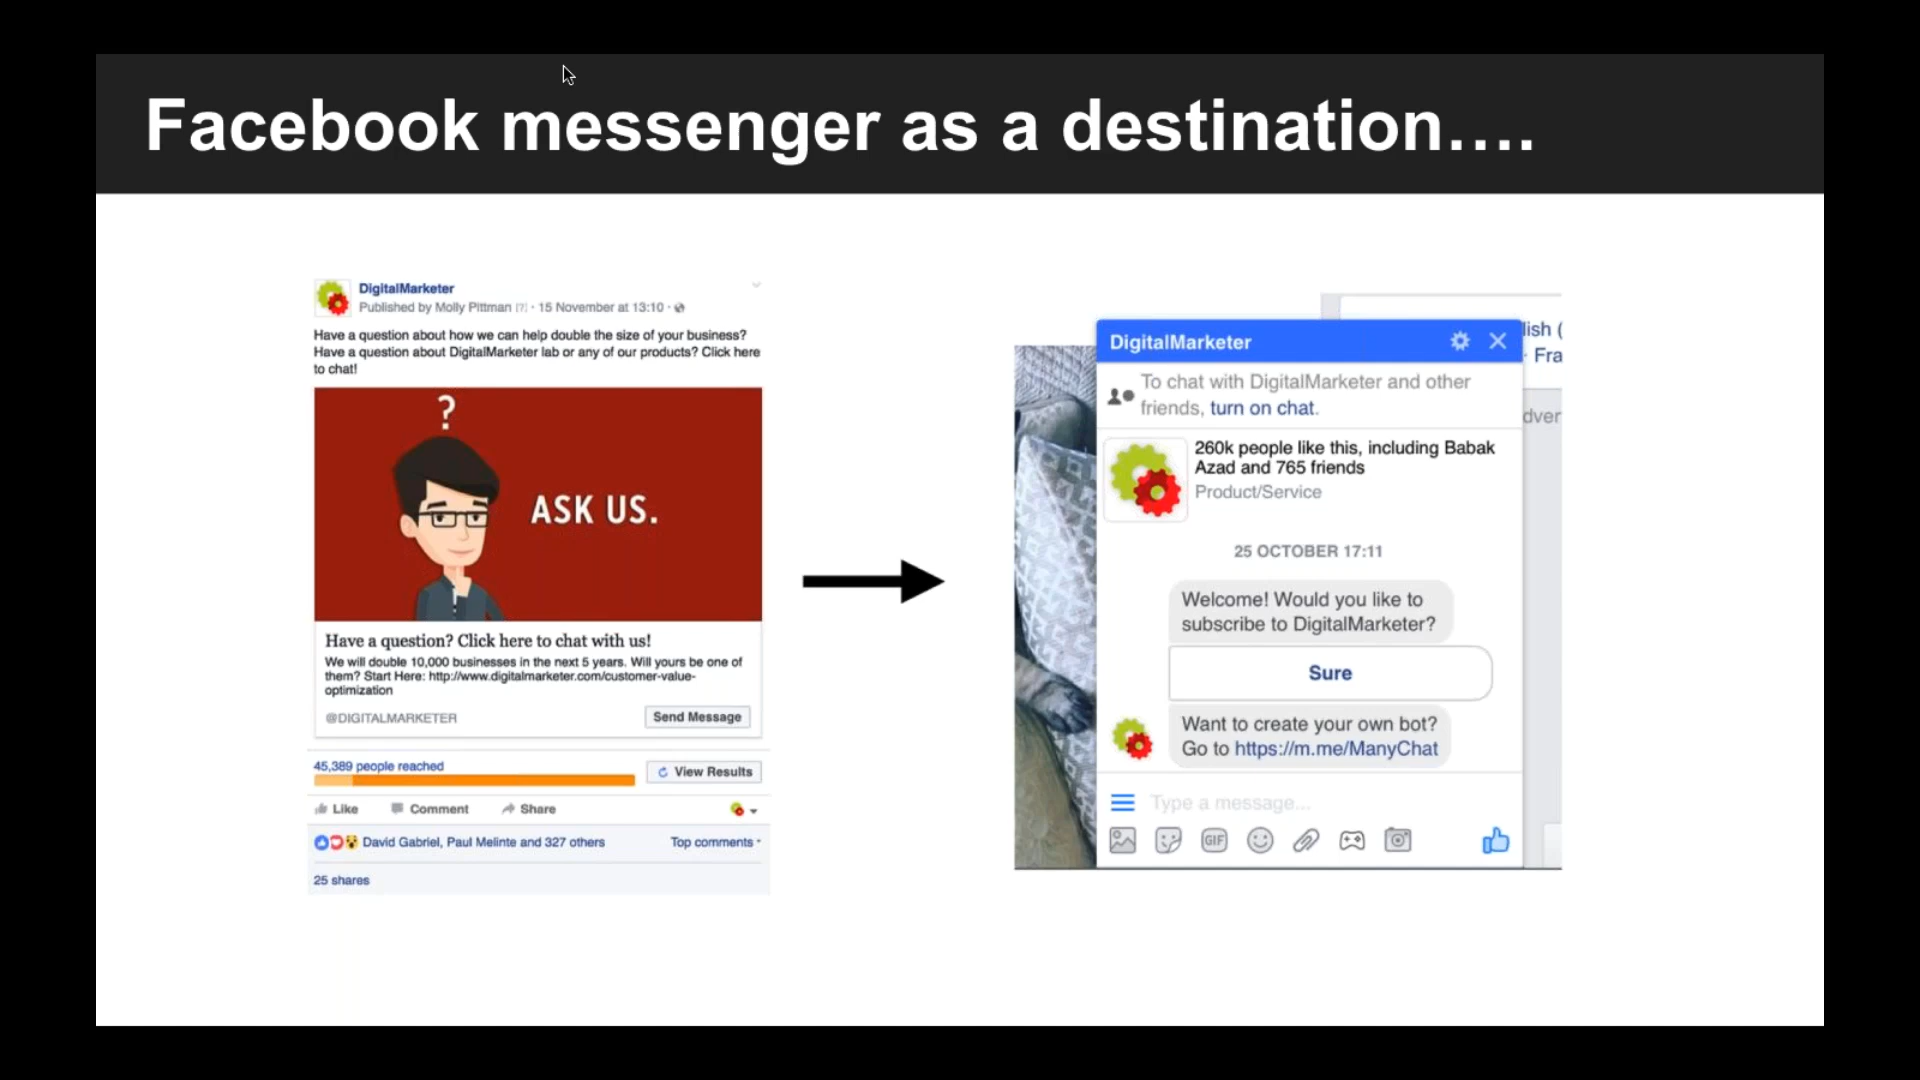 Facebook messenger as a destination....
DigitalMarketer
Published by Molly Pittman [?] · 15 November at 13:10 ·
Have a question about how we can help double the size of your business?
Have a question about DigitalMarketer lab or any of our products? Click here
to chat!
?
ASK US.
Have a question? Click here to chat with us!
We will double 10,000 businesses in the next 5 years. Will yours be one of
them? Start Here: http://www.digitalmarketer.com/customer-value-
optimization
@DIGITALMARKETER
Send Message
45,389 people reached
View Results
Like Comment Share
David Gabriel, Paul Melinte and 327 others
Top comments
25 shares
lish (
· Fra
dver
DigitalMarketer
To chat with DigitalMarketer and other
friends, turn on chat.
260k people like this, including Babak
Azad and 765 friends
Product/Service
25 OCTOBER 17:11
Welcome! Would you like to
subscribe to DigitalMarketer?
Sure
Want to create your own bot?
Go to https://m.me/ManyChat
Type a message...
GIF